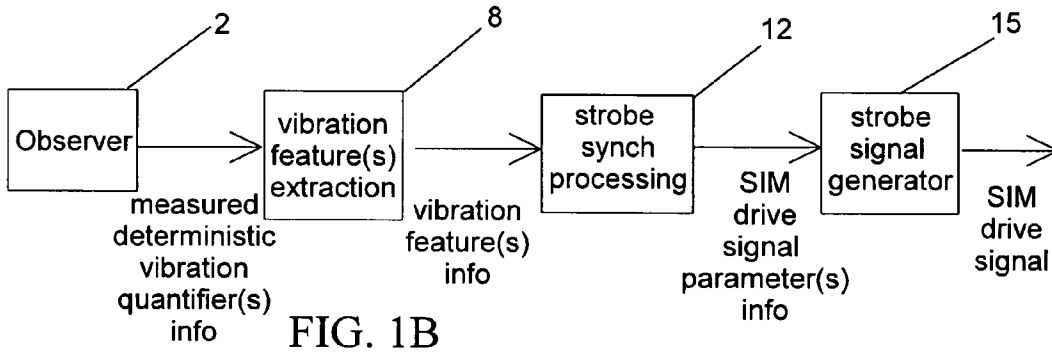 2
8
12
15
Observer
vibration
feature(s)
extraction
strobe
synch
processing
strobe
signal
generator
measured
deterministic
vibration
quantifier(s)
info
vibration
feature(s)
info
SIM
drive
signal
parameter(s)
info
SIM
drive
signal
FIG. 1B